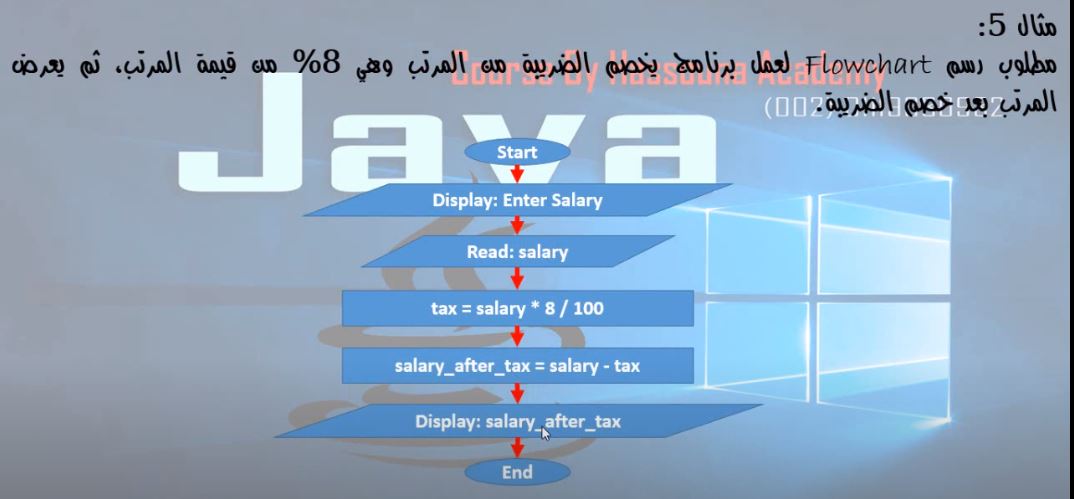 مثال 5:
مطلوب رسم Flowchart لعمل برنامج يخصم الضريبة من المرتب وهي 8% من قيمة المرتب، ثم يعرض
المرتب بعد خصم الضريبة.
Course By Hassouna Academy
(002)
Java
Start
Display: Enter Salary
Read: salary
tax = salary * 8 / 100
salary_after_tax = salary - tax
Display: salary_after_tax
End